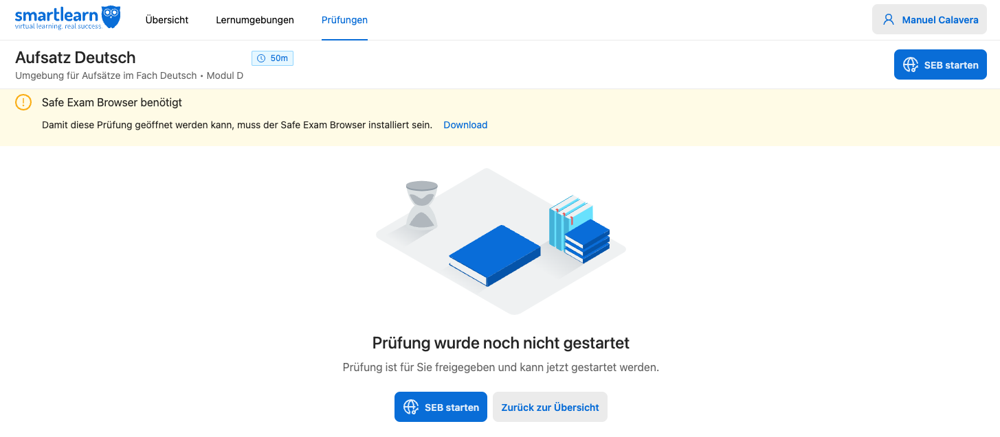 smartlearn
virtual learning. real success.
Übersicht
Lernumgebungen
Prüfungen
Manuel Calavera
Aufsatz Deutsch
50m
Umgebung für Aufsätze im Fach Deutsch • Modul D
SEB starten
Safe Exam Browser benötigt
Damit diese Prüfung geöffnet werden kann, muss der Safe Exam Browser installiert sein. Download
Prüfung wurde noch nicht gestartet
Prüfung ist für Sie freigegeben und kann jetzt gestartet werden.
SEB starten
Zurück zur Übersicht